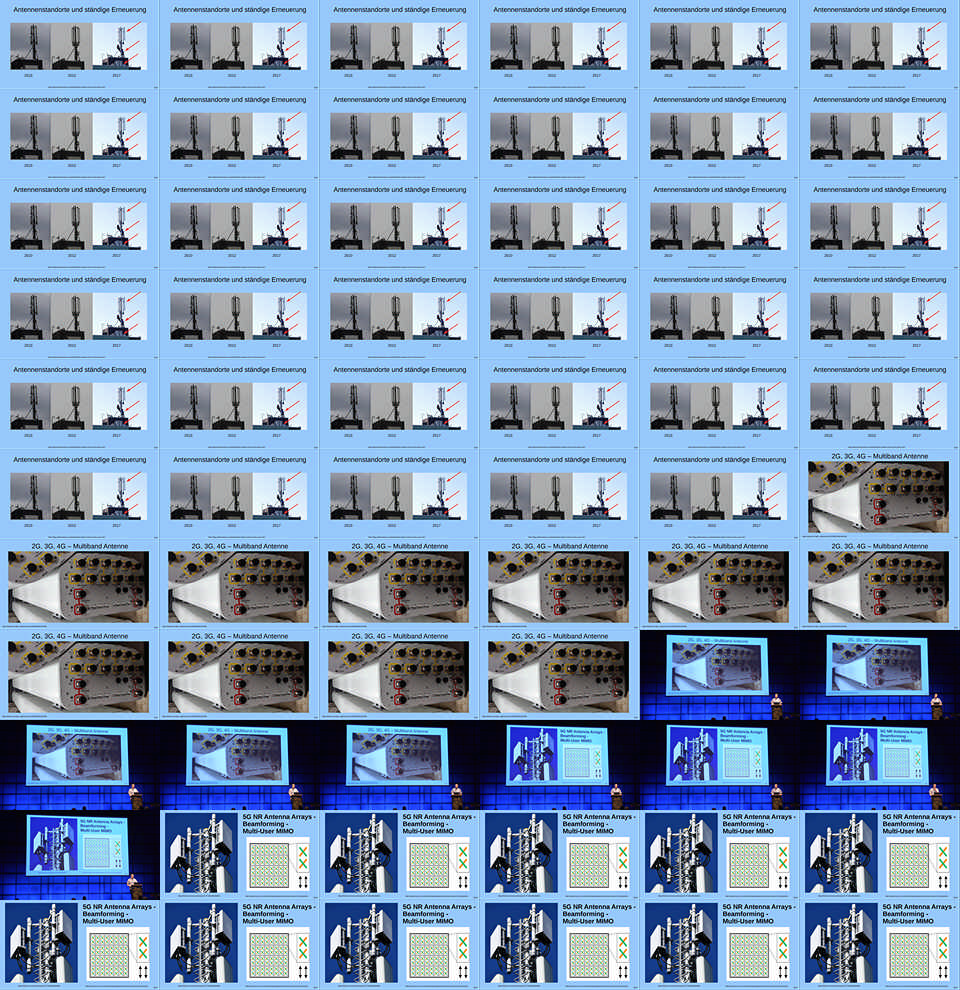 Antennenstandorte und ständige Erneuerung Antennenstandorte und ständige Erneuerung Antennenstandorte und ständige Erneuerung Antennenstandorte und ständige Erneuerung Antennenstandorte und ständige Erneuerung Antennenstandorte und ständige Erneuerung
2010 2012 2017 2010 2012 2017 2010 2012 2017 2010 2012 2017 2010 2012 2017 2010 2012 2017
Antennenstandorte und ständige Erneuerung Antennenstandorte und ständige Erneuerung Antennenstandorte und ständige Erneuerung Antennenstandorte und ständige Erneuerung Antennenstandorte und ständige Erneuerung Antennenstandorte und ständige Erneuerung
2010 2012 2017 2010 2012 2017 2010 2012 2017 2010 2012 2017 2010 2012 2017 2010 2012 2017
Antennenstandorte und ständige Erneuerung Antennenstandorte und ständige Erneuerung Antennenstandorte und ständige Erneuerung Antennenstandorte und ständige Erneuerung Antennenstandorte und ständige Erneuerung Antennenstandorte und ständige Erneuerung
2010 2012 2017 2010 2012 2017 2010 2012 2017 2010 2012 2017 2010 2012 2017 2010 2012 2017
Antennenstandorte und ständige Erneuerung Antennenstandorte und ständige Erneuerung Antennenstandorte und ständige Erneuerung Antennenstandorte und ständige Erneuerung Antennenstandorte und ständige Erneuerung Antennenstandorte und ständige Erneuerung
2010 2012 2017 2010 2012 2017 2010 2012 2017 2010 2012 2017 2010 2012 2017 2010 2012 2017
Antennenstandorte und ständige Erneuerung Antennenstandorte und ständige Erneuerung Antennenstandorte und ständige Erneuerung Antennenstandorte und ständige Erneuerung Antennenstandorte und ständige Erneuerung Antennenstandorte und ständige Erneuerung
2010 2012 2017 2010 2012 2017 2010 2012 2017 2010 2012 2017 2010 2012 2017 2010 2012 2017
Antennenstandorte und ständige Erneuerung Antennenstandorte und ständige Erneuerung Antennenstandorte und ständige Erneuerung Antennenstandorte und ständige Erneuerung Antennenstandorte und ständige Erneuerung 2G, 3G, 4G – Multiband Antenne
2010 2012 2017 2010 2012 2017 2010 2012 2017 2010 2012 2017 2010 2012 2017
2G, 3G, 4G – Multiband Antenne 2G, 3G, 4G – Multiband Antenne 2G, 3G, 4G – Multiband Antenne 2G, 3G, 4G – Multiband Antenne 2G, 3G, 4G – Multiband Antenne 2G, 3G, 4G – Multiband Antenne
2G, 3G, 4G – Multiband Antenne 2G, 3G, 4G – Multiband Antenne 2G, 3G, 4G – Multiband Antenne 2G, 3G, 4G – Multiband Antenne 2G, 3G, 4G – Multiband Antenne 2G, 3G, 4G – Multiband Antenne
2G, 3G, 4G – Multiband Antenne 2G, 3G, 4G – Multiband Antenne 2G, 3G, 4G – Multiband Antenne 5G NR Antenna Arrays - 5G NR Antenna Arrays - 5G NR Antenna Arrays -
Beamforming - Beamforming - Beamforming -
Multi-User MIMO Multi-User MIMO Multi-User MIMO
5G NR Antenna Arrays - 5G NR Antenna Arrays - 5G NR Antenna Arrays - 5G NR Antenna Arrays - 5G NR Antenna Arrays - 5G NR Antenna Arrays -
Beamforming - Beamforming - Beamforming - Beamforming - Beamforming - Beamforming -
Multi-User MIMO Multi-User MIMO Multi-User MIMO Multi-User MIMO Multi-User MIMO Multi-User MIMO
5G NR Antenna Arrays - 5G NR Antenna Arrays - 5G NR Antenna Arrays - 5G NR Antenna Arrays - 5G NR Antenna Arrays - 5G NR Antenna Arrays -
Beamforming - Beamforming - Beamforming - Beamforming - Beamforming - Beamforming -
Multi-User MIMO Multi-User MIMO Multi-User MIMO Multi-User MIMO Multi-User MIMO Multi-User MIMO